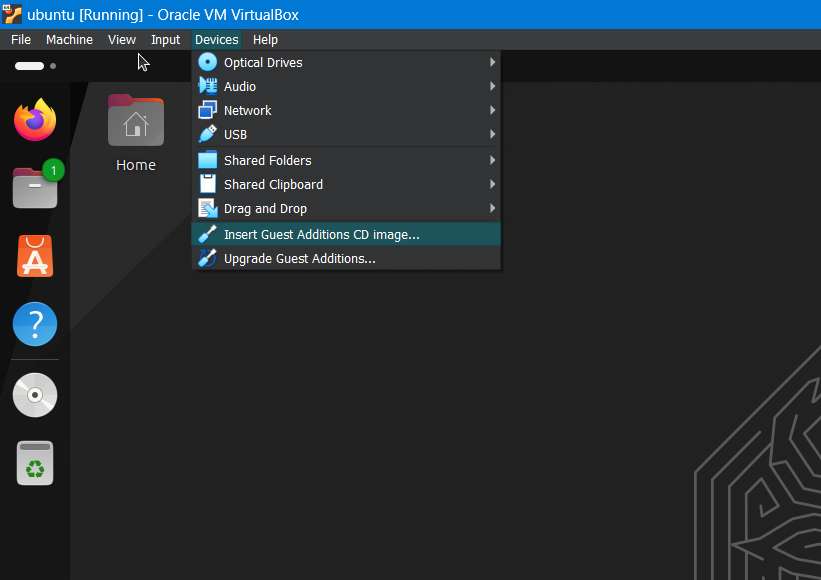 ubuntu [Running] - Oracle VM VirtualBox
File Machine View Input Devices Help
Optical Drives
Audio
Network
USB
Shared Folders
Shared Clipboard
Drag and Drop
Insert Guest Additions CD image...
Upgrade Guest Additions...
1
Home
A
?